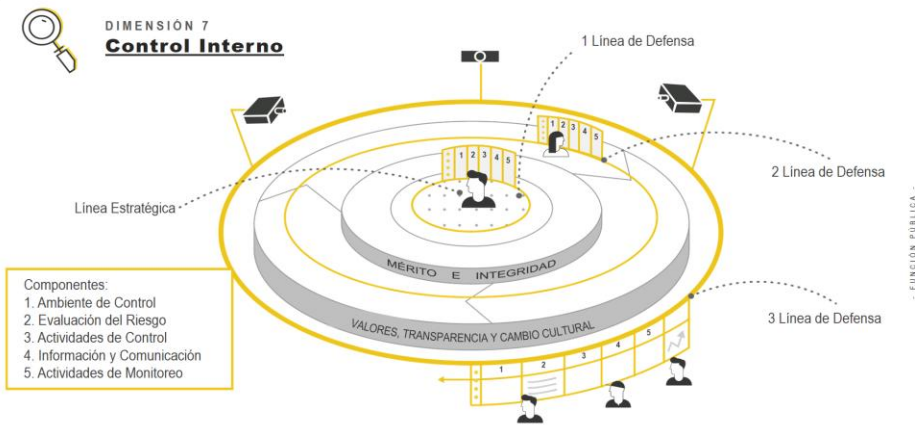 DIMENSIÓN 7
Control Interno
1 Línea de Defensa
1 2 3 4 5
1 2 3 4 5
2 Línea de Defensa
Línea Estratégica
MÉRITO E INTEGRIDAD
VALORES, TRANSPARENCIA Y CAMBIO CULTURAL
3 Línea de Defensa
Componentes:
1. Ambiente de Control
2. Evaluación del Riesgo
3. Actividades de Control
4. Información y Comunicación
5. Actividades de Monitoreo
1 2 3 4 5
- FUNCIÓN PÚBLICA -